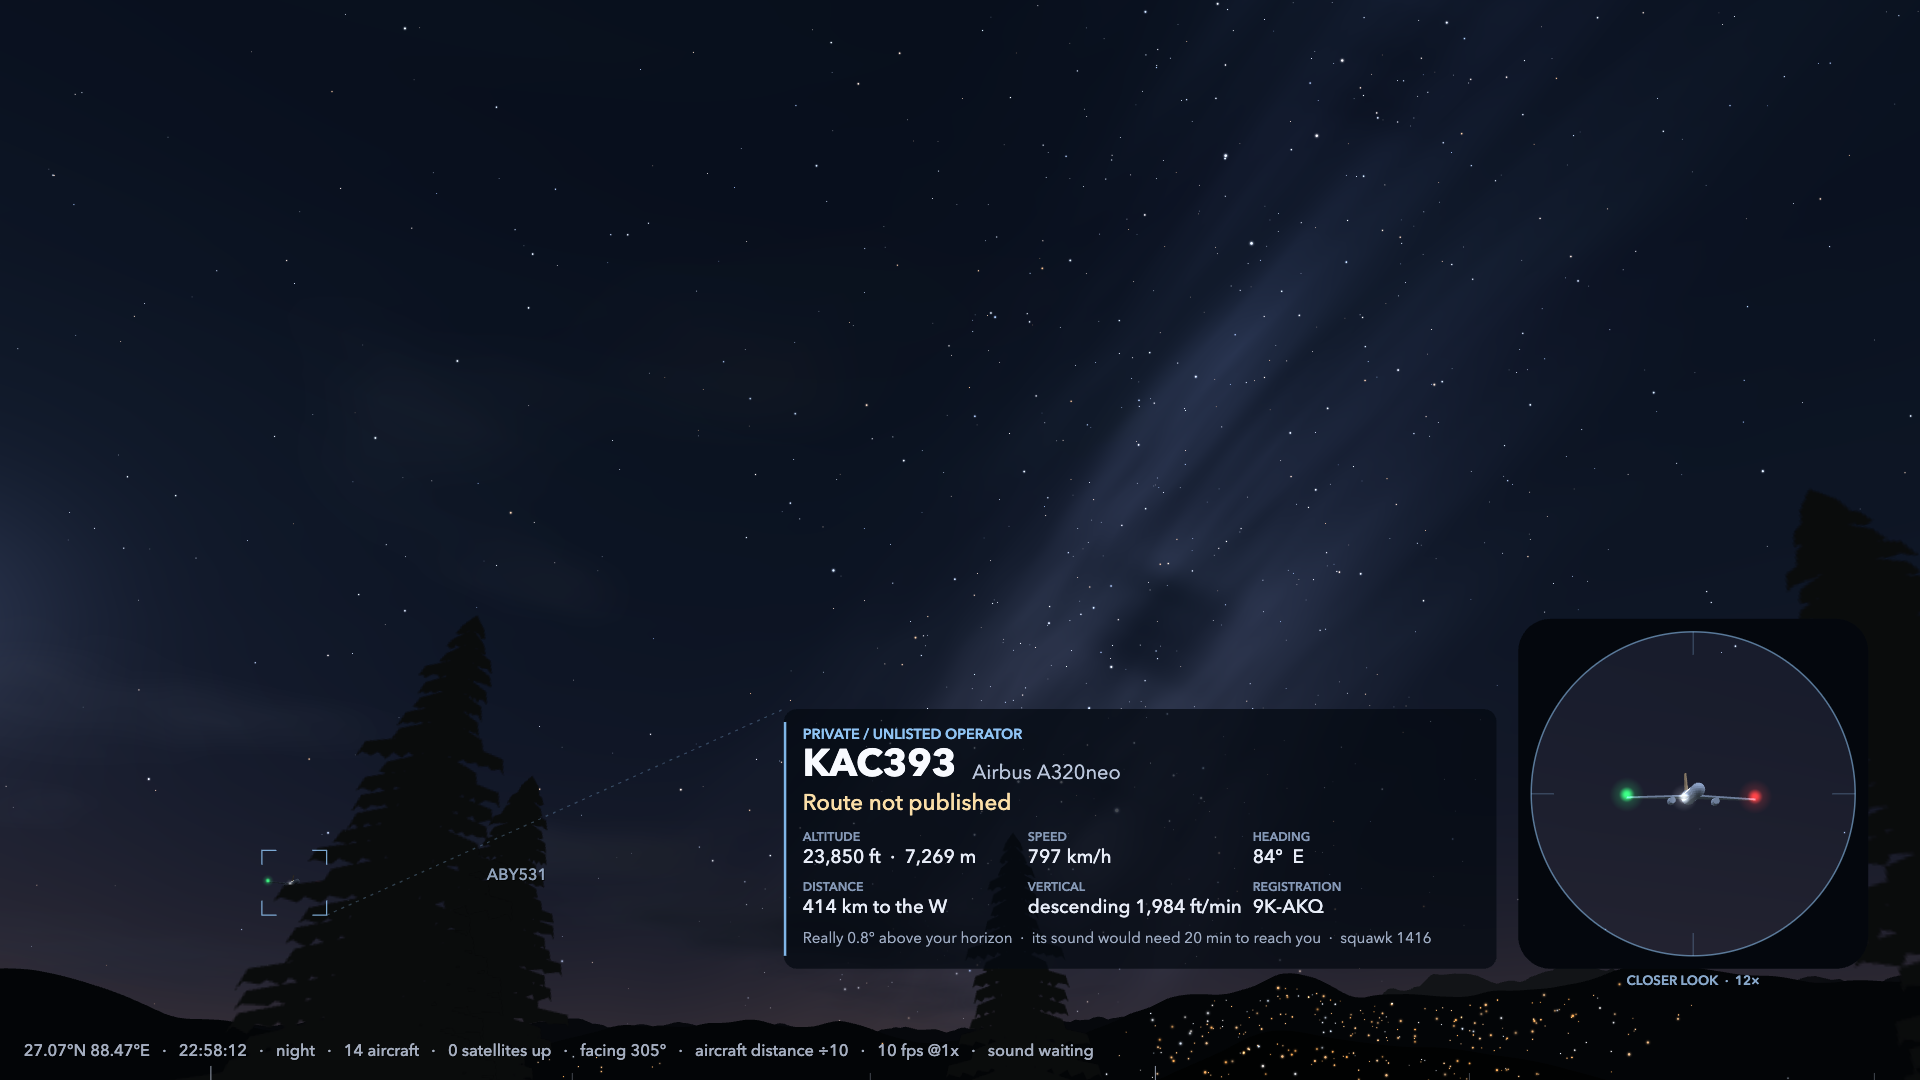 PRIVATE / UNLISTED OPERATOR
KAC393 Airbus A320neo
Route not published
ALTITUDE SPEED HEADING
23,850 ft · 7,269 m 797 km/h 84° E
DISTANCE VERTICAL REGISTRATION
414 km to the W descending 1,984 ft/min 9K-AKQ
Really 0.8° above your horizon · its sound would need 20 min to reach you · squawk 1416
ABY531
CLOSER LOOK · 12×
27.07°N 88.47°E · 22:58:12 · night · 14 aircraft · 0 satellites up · facing 305° · aircraft distance ÷10 · 10 fps @1x · sound waiting